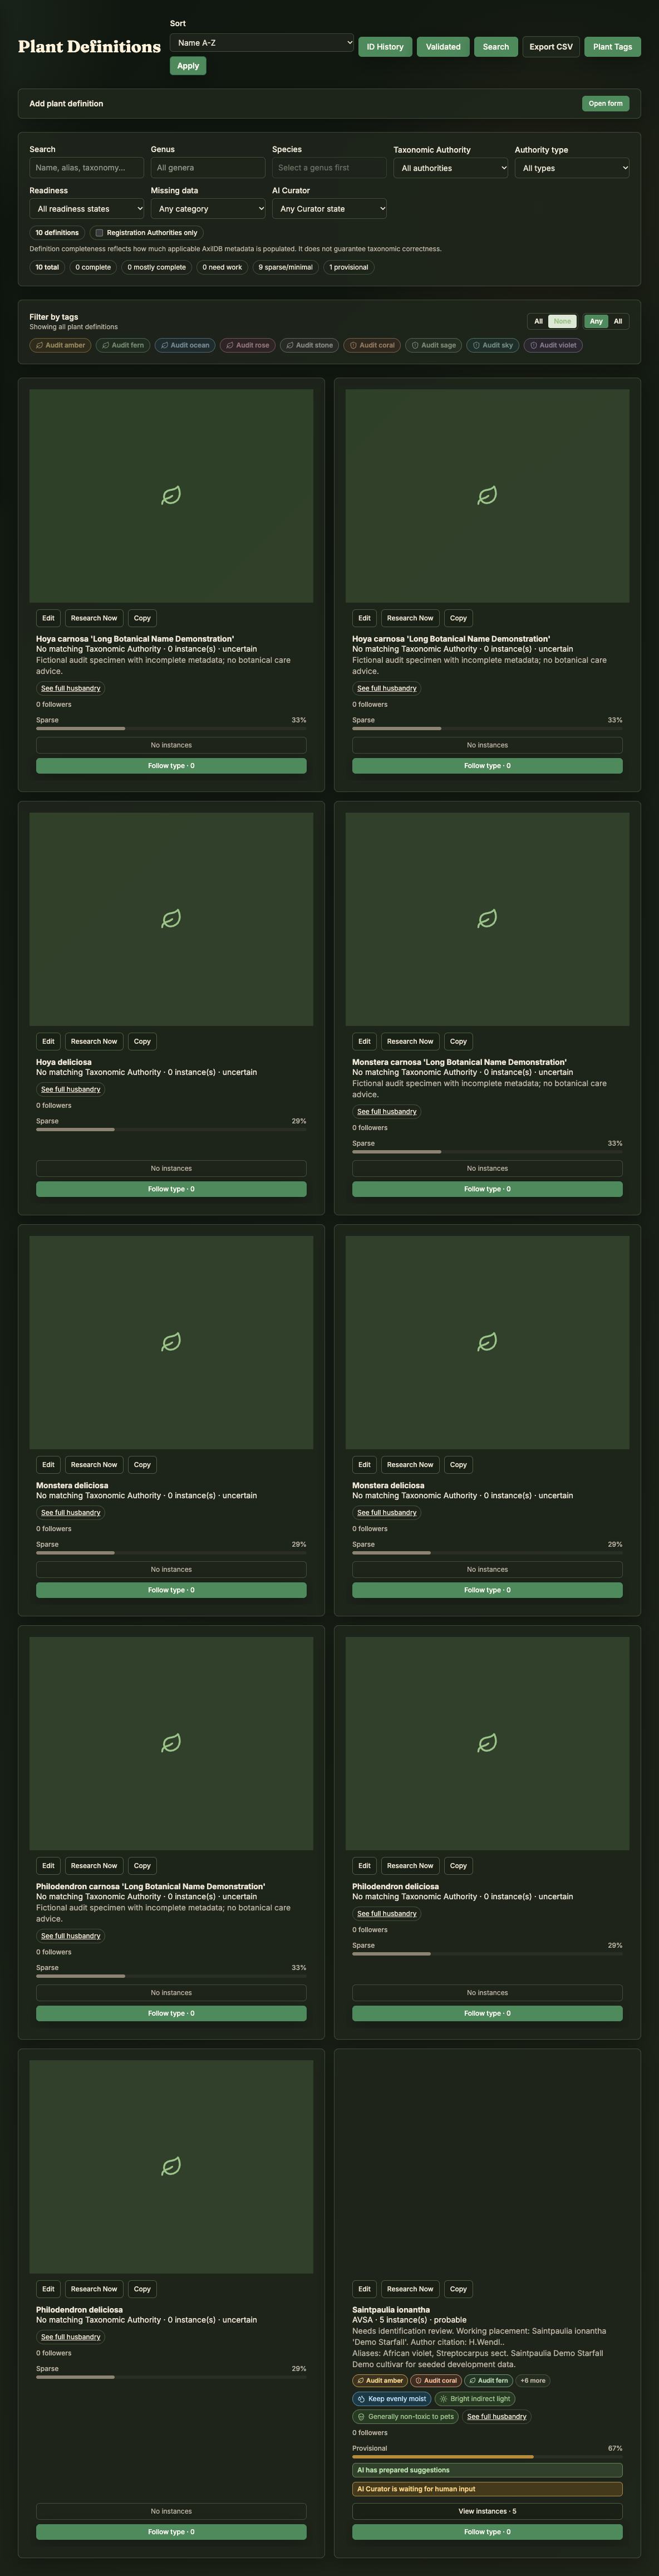 Plant Definitions
Sort
Name A-Z
Apply
ID History
Validated
Search
Export CSV
Plant Tags
Add plant definition
Open form
Search
Genus
Species
Taxonomic Authority
Authority type
Name, alias, taxonomy...
All genera
Select a genus first
All authorities
All types
Readiness
Missing data
AI Curator
All readiness states
Any category
Any Curator state
10 definitions
Registration Authorities only
Definition completeness reflects how much applicable AxilDB metadata is populated. It does not guarantee taxonomic correctness.
10 total
0 complete
0 mostly complete
0 need work
9 sparse/minimal
1 provisional
Filter by tags
Showing all plant definitions
All
None
Any
All
Audit amber
Audit fern
Audit ocean
Audit rose
Audit stone
Audit coral
Audit sage
Audit sky
Audit violet
Edit
Research Now
Copy
Hoya carnosa 'Long Botanical Name Demonstration'
No matching Taxonomic Authority · 0 instance(s) · uncertain
Fictional audit specimen with incomplete metadata; no botanical care
advice.
See full husbandry
0 followers
Sparse
33%
No instances
Follow type · 0
Edit
Research Now
Copy
Hoya carnosa 'Long Botanical Name Demonstration'
No matching Taxonomic Authority · 0 instance(s) · uncertain
Fictional audit specimen with incomplete metadata; no botanical care
advice.
See full husbandry
0 followers
Sparse
33%
No instances
Follow type · 0
Edit
Research Now
Copy
Hoya deliciosa
No matching Taxonomic Authority · 0 instance(s) · uncertain
See full husbandry
0 followers
Sparse
29%
No instances
Follow type · 0
Edit
Research Now
Copy
Monstera carnosa 'Long Botanical Name Demonstration'
No matching Taxonomic Authority · 0 instance(s) · uncertain
Fictional audit specimen with incomplete metadata; no botanical care
advice.
See full husbandry
0 followers
Sparse
33%
No instances
Follow type · 0
Edit
Research Now
Copy
Monstera deliciosa
No matching Taxonomic Authority · 0 instance(s) · uncertain
See full husbandry
0 followers
Sparse
29%
No instances
Follow type · 0
Edit
Research Now
Copy
Monstera deliciosa
No matching Taxonomic Authority · 0 instance(s) · uncertain
See full husbandry
0 followers
Sparse
29%
No instances
Follow type · 0
Edit
Research Now
Copy
Philodendron carnosa 'Long Botanical Name Demonstration'
No matching Taxonomic Authority · 0 instance(s) · uncertain
Fictional audit specimen with incomplete metadata; no botanical care
advice.
See full husbandry
0 followers
Sparse
33%
No instances
Follow type · 0
Edit
Research Now
Copy
Philodendron deliciosa
No matching Taxonomic Authority · 0 instance(s) · uncertain
See full husbandry
0 followers
Sparse
29%
No instances
Follow type · 0
Edit
Research Now
Copy
Philodendron deliciosa
No matching Taxonomic Authority · 0 instance(s) · uncertain
See full husbandry
0 followers
Sparse
29%
No instances
Follow type · 0
Edit
Research Now
Copy
Saintpaulia ionantha
AVSA · 5 instance(s) · probable
Needs identification review. Working placement: Saintpaulia ionantha
'Demo Starfall'. Author citation: H.Wendl..
Aliases: African violet, Streptocarpus sect. Saintpaulia Demo Starfall
Demo cultivar for seeded development data.
Audit amber
Audit coral
Audit fern
+6 more
Keep evenly moist
Bright indirect light
Generally non-toxic to pets
See full husbandry
0 followers
Provisional
67%
AI has prepared suggestions
AI Curator is waiting for human input
View instances · 5
Follow type · 0